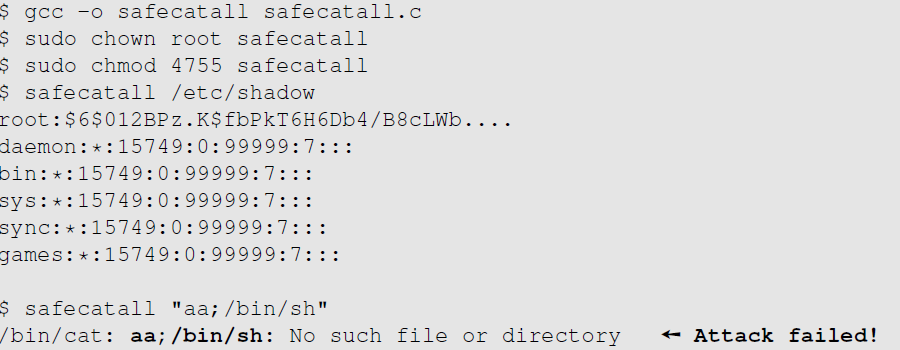 $ gcc -o safecatall safecatall.c
$ sudo chown root safecatall
$ sudo chmod 4755 safecatall
$ safecatall /etc/shadow
root:$6$012BPz.K$fbPkT6H6Db4/B8cLWb....
daemon:*:15749:0:99999:7:::
bin:*:15749:0:99999:7:::
sys:*:15749:0:99999:7:::
sync:*:15749:0:99999:7:::
games:*:15749:0:99999:7:::
$ safecatall "aa;/bin/sh"
/bin/cat: aa;/bin/sh: No such file or directory ← Attack failed!